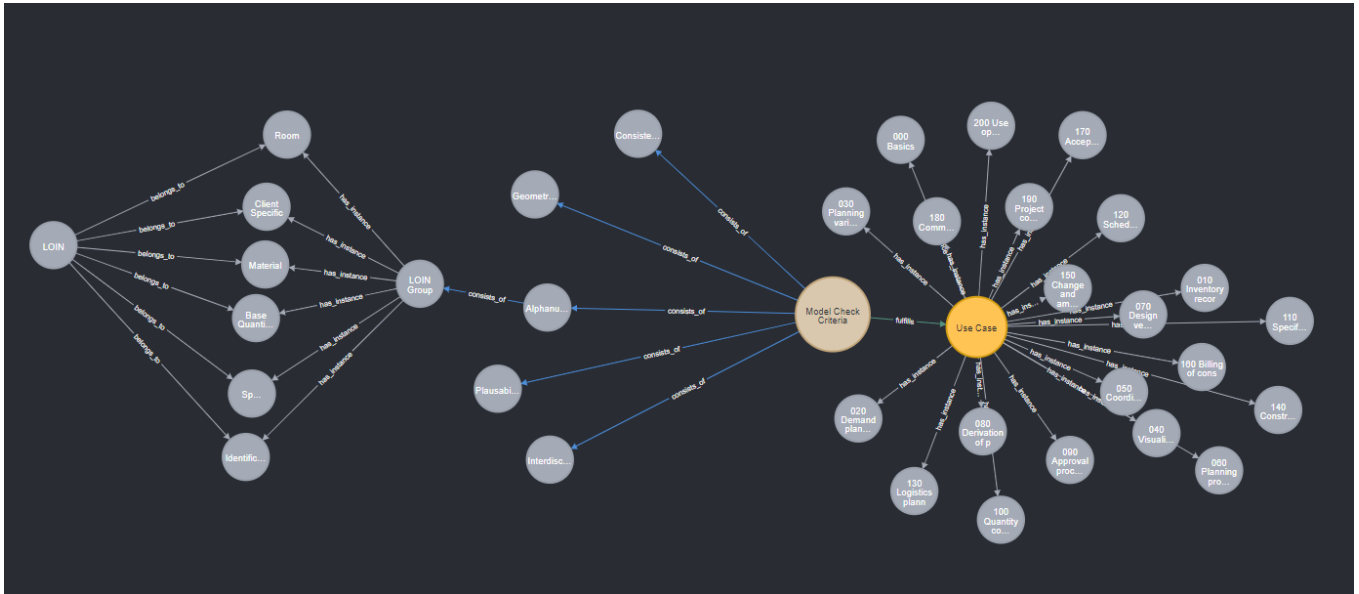 Room
Client
Specific
Material
Base
Quanti...
Sp...
Identific...
LOIN
belongs_to
belongs_to
belongs_to
belongs_to
belongs_to
belongs_to
has_instance
has_instance
has_instance
has_instance
has_instance
has_instance
LOIN
Group
consists_of
Consiste...
Geometr...
Alphanu...
Plausabi...
Interdisc...
consists_of
consists_of
consists_of
consists_of
consists_of
Model Check
Criteria
fulfills
Use Case
000
Basics
200 Use
op...
170
Accep...
030
Planning
vari...
180
Comm...
190
Project
co...
120
Sched...
150
Change
and
am...
010
Inventory
recor
070
Design
ve...
110
Specif...
160 Billing
of cons
050
Coordi...
140
Constr...
040
Visuali...
060
Planning
pro...
020
Demand
plan...
080
Derivation
of p
090
Approval
proc...
130
Logistics
plann
100
Quantity
co...
has_instance
has_instance
has_instance
has_instance
has_instance
has_instance
has_instance
has_instance
has_instance
has_instance
has_instance
has_ins...